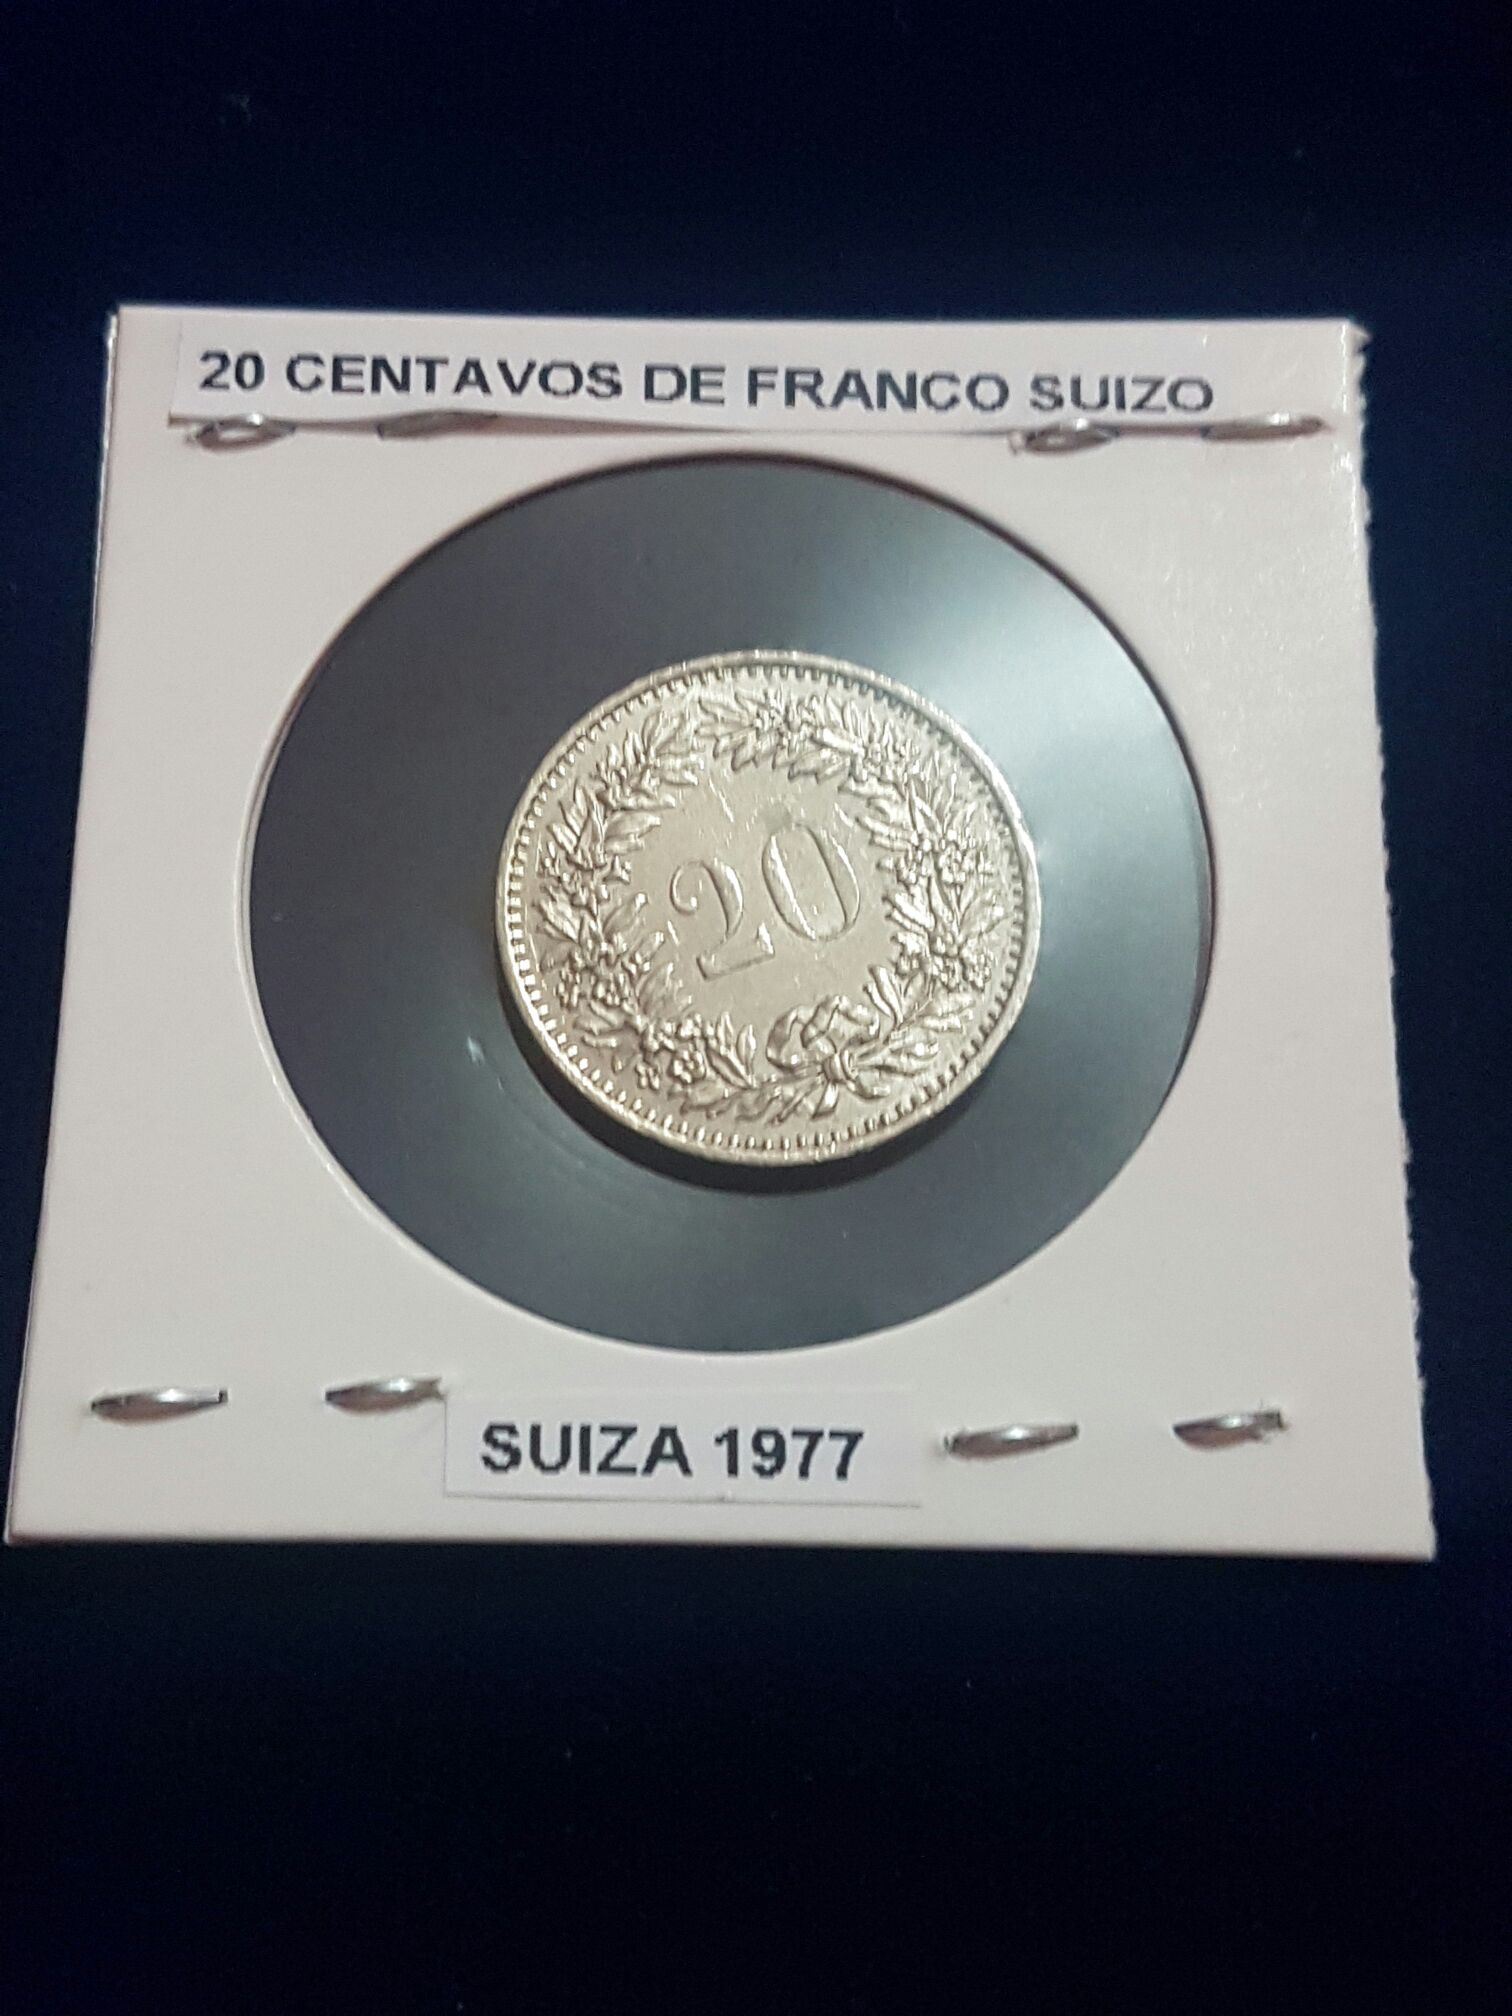 20 CENTAVOS DE FRANCO SUIZO
20
SUIZA 1977